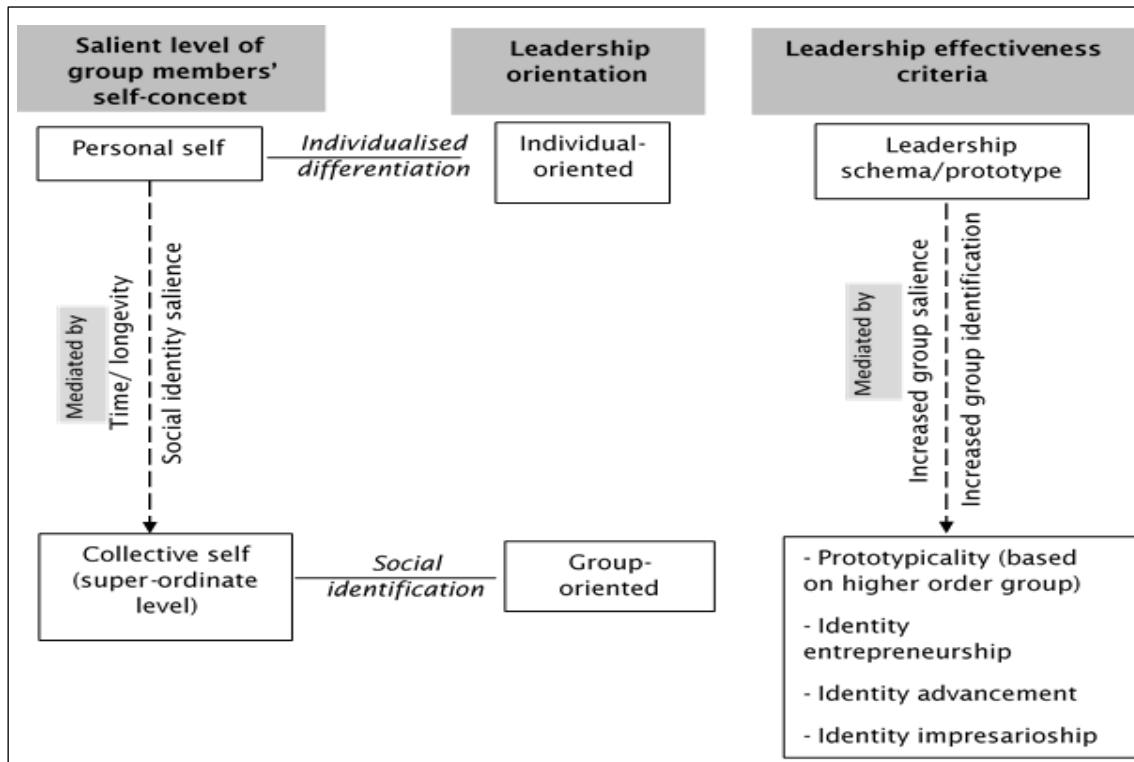 Salient level of
group members'
self-concept
Leadership
orientation
Leadership effectiveness
criteria
Personal self
Individualised
differentiation
Individual-
oriented
Leadership
schema/prototype
Mediated by
Time/ longevity
Social identity salience
Mediated by
Increased group salience
Increased group identification
Collective self
(super-ordinate
level)
Social
identification
Group-
oriented
- Prototypicality (based
on higher order group)
- Identity
entrepreneurship
- Identity advancement
- Identity impresarioship